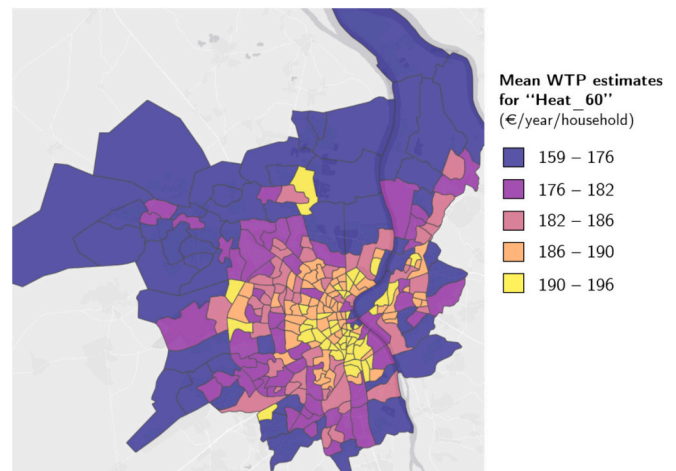 Mean WTP estimates
for “Heat_60”
(€/year/household)
159 – 176
176 – 182
182 – 186
186 – 190
190 – 196